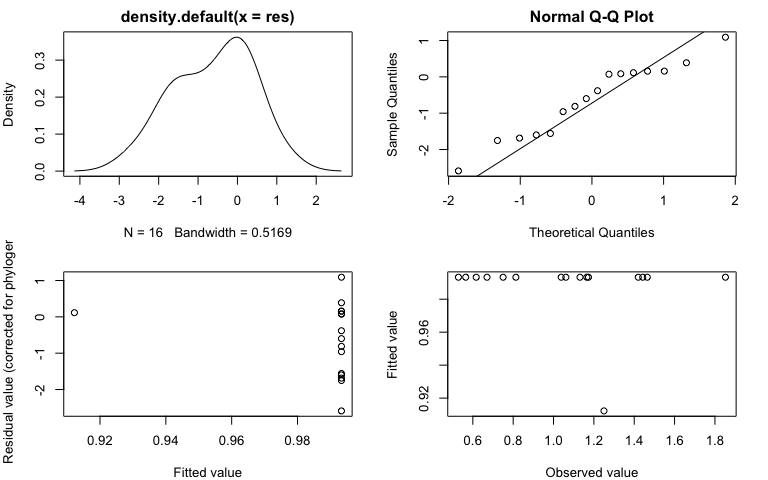 density.default(x = res)
Density
0.0 0.1 0.2 0.3
-4 -3 -2 -1 0 1 2
N = 16 Bandwidth = 0.5169
Normal Q-Q Plot
Sample Quantiles
-2 -1 0 1
-2 -1 0 1 2
Theoretical Quantiles
Residual value (corrected for phyloger
-2 -1 0 1
0.92 0.94 0.96 0.98
Fitted value
Fitted value
0.92 0.96
0.6 0.8 1.0 1.2 1.4 1.6 1.8
Observed value